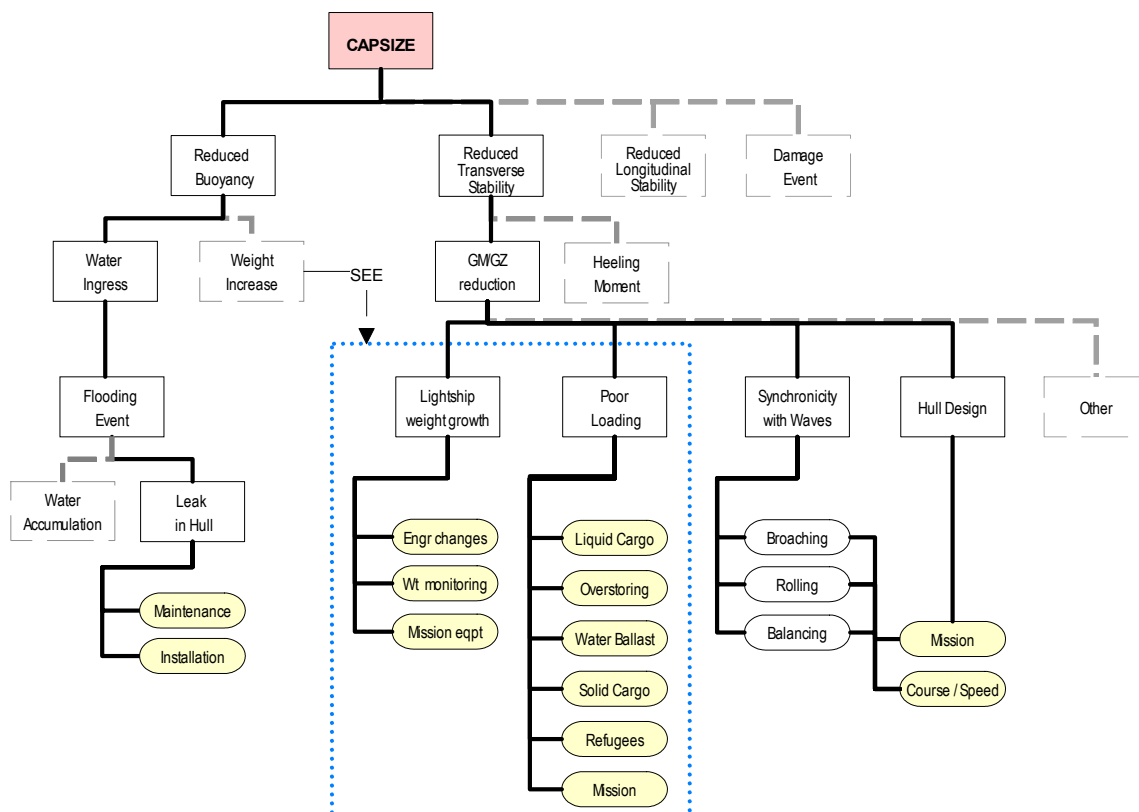 CAPSIZE
Reduced
Buoyancy
Reduced
Transverse
Stability
Reduced
Longitudinal
Stability
Damage
Event
Water
Ingress
Weight
Increase
SEE
GM/GZ
reduction
Heeling
Moment
Flooding
Event
Lightship
weight growth
Poor
Loading
Synchronicity
with Waves
Hull Design
Other
Water
Accumulation
Leak
in Hull
Engr changes
Wt monitoring
Mission eqpt
Liquid Cargo
Overstoring
Water Ballast
Solid Cargo
Refugees
Mission
Broaching
Rolling
Balancing
Mission
Course / Speed
Maintenance
Installation